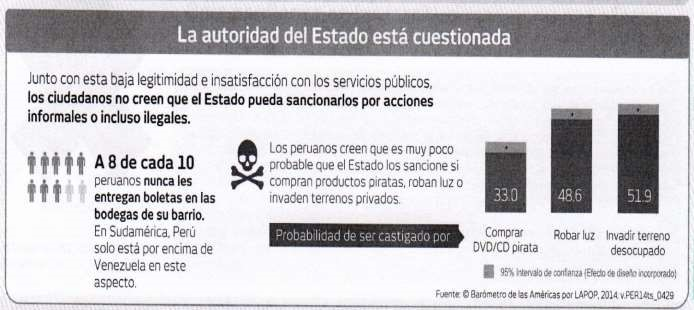 La autoridad del Estado está cuestionada
Junto con esta baja legitimidad e insatisfacción con los servicios públicos,
los ciudadanos no creen que el Estado pueda sancionarlos por acciones
informales o incluso ilegales.
A 8 de cada 10
peruanos nunca les
entregan boletas en las
bodegas de su barrio.
En Sudamérica, Perú
solo está por encima de
Venezuela en este
aspecto.
Los peruanos creen que es muy poco
probable que el Estado los sancione si
compran productos piratas, roban luz o
invaden terrenos privados.
Probabilidad de ser castigado por
33.0
48.6
51.9
Comprar
DVD/CD pirata
Robar luz
Invadir terreno
desocupado
95% Intervalo de confianza (Efecto de diseño incorporado)
Fuente: © Barómetro de las Américas por LAPOP, 2014; v.PER14ts_0429